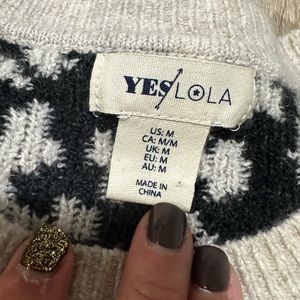 YES/LOLA
US: M
CA: M/M
UK: M
EU: M
AU: M
MADE IN
CHINA